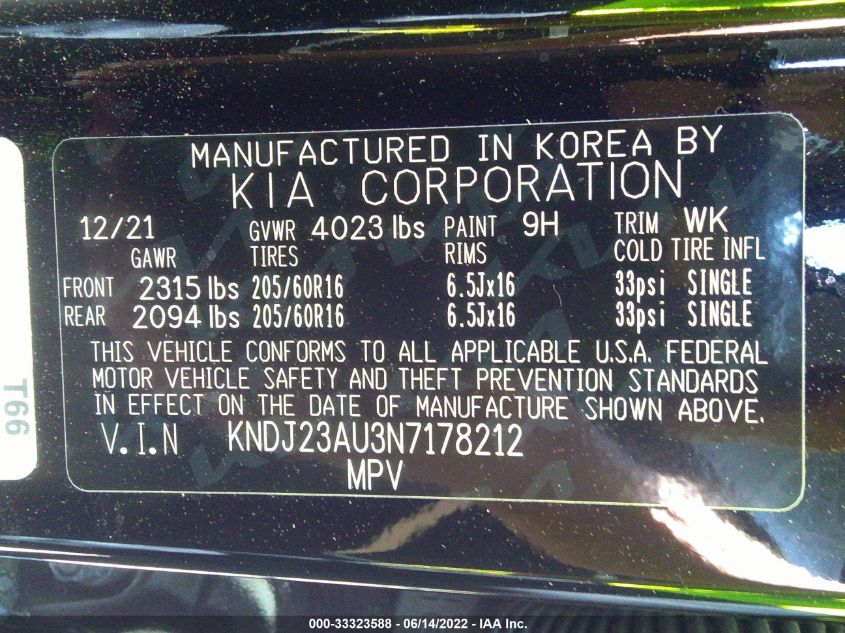 MANUFACTURED IN KOREA BY
KIA CORPORATION
12/21 GVWR 4023 lbs PAINT 9H TRIM WK
GAWR TIRES RIMS COLD TIRE INFL
FRONT 2315 lbs 205/60R16 6.5Jx16 33psi SINGLE
REAR 2094 lbs 205/60R16 6.5Jx16 33psi SINGLE
THIS VEHICLE CONFORMS TO ALL APPLICABLE U.S.A. FEDERAL
MOTOR VEHICLE SAFETY AND THEFT PREVENTION STANDARDS
IN EFFECT ON THE DATE OF MANUFACTURE SHOWN ABOVE.
V.I.N KNDJ23AU3N7178212
MPV
T66
000-33323588 - 06/14/2022 - IAA Inc.